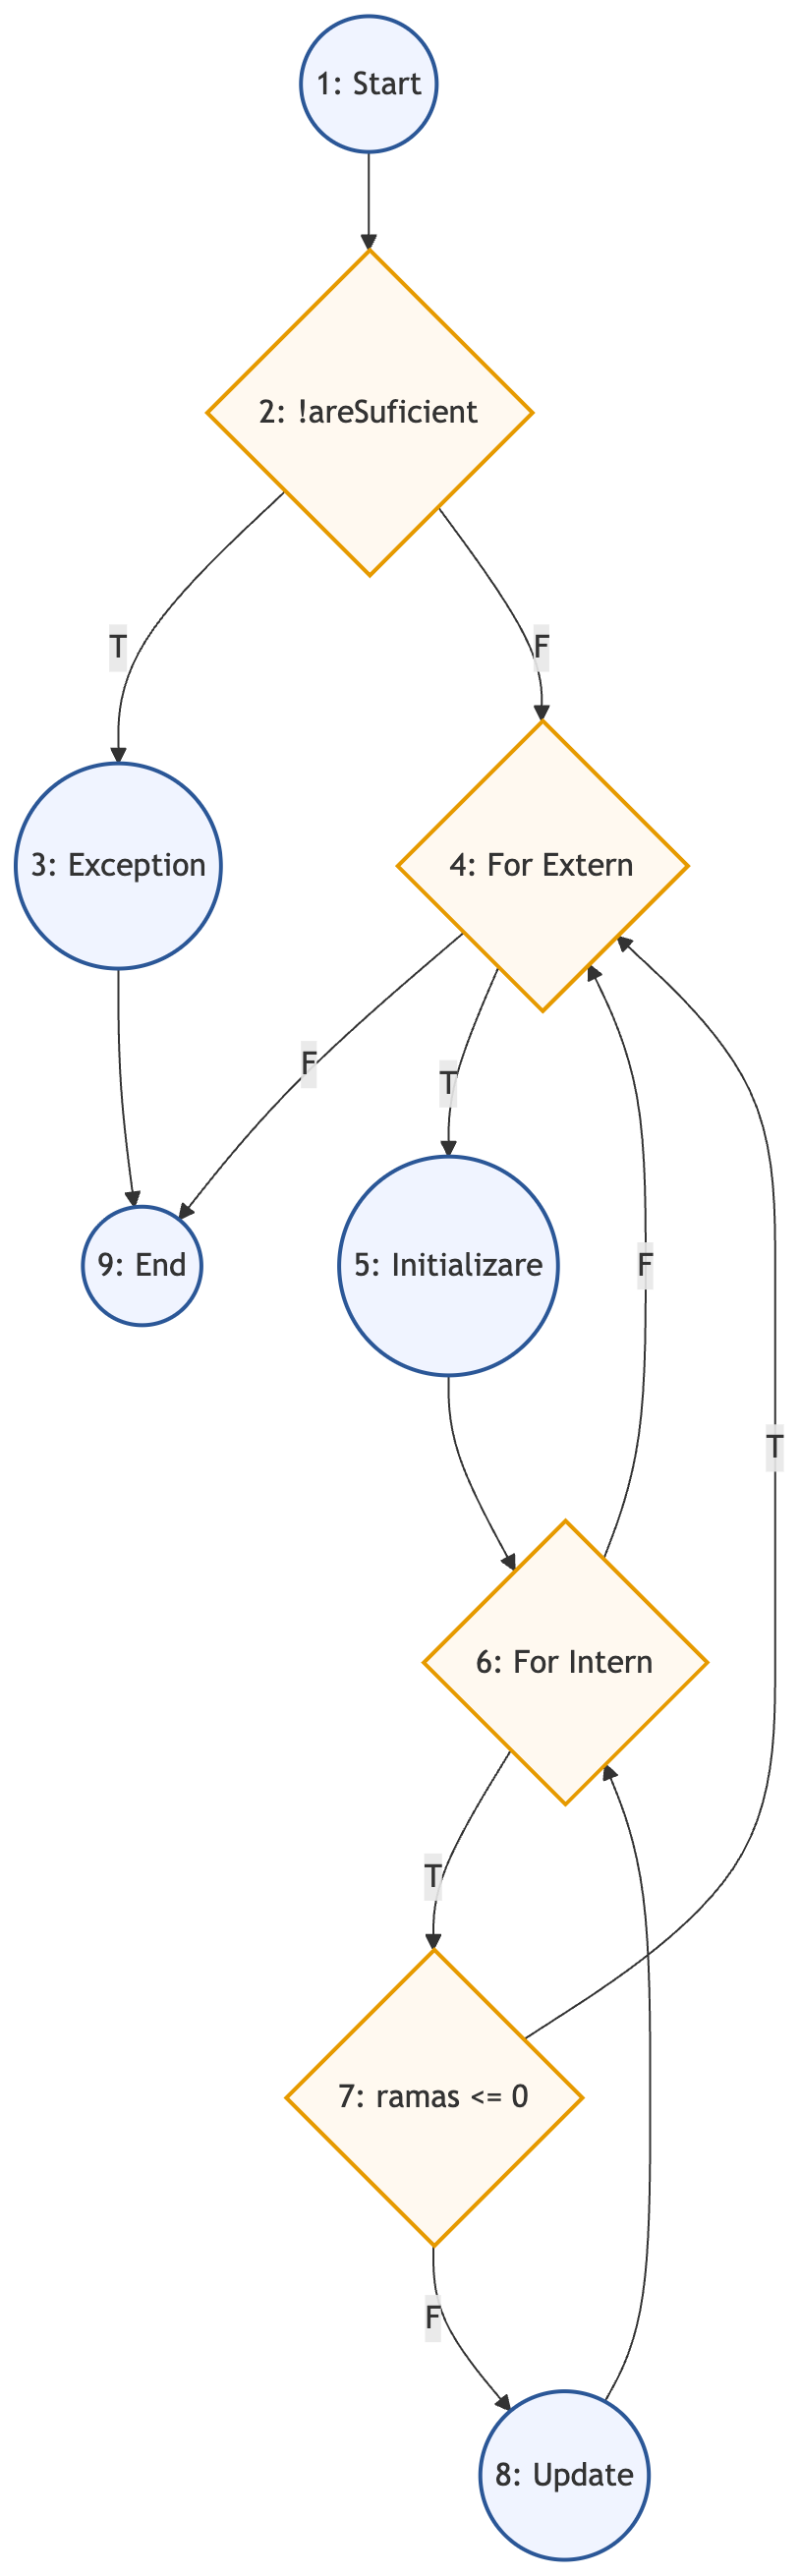 1: Start
2: !areSuficient
T
F
3: Exception
4: For Extern
F
T
9: End
5: Initializare
F
T
6: For Intern
T
7: ramas <= 0
F
8: Update